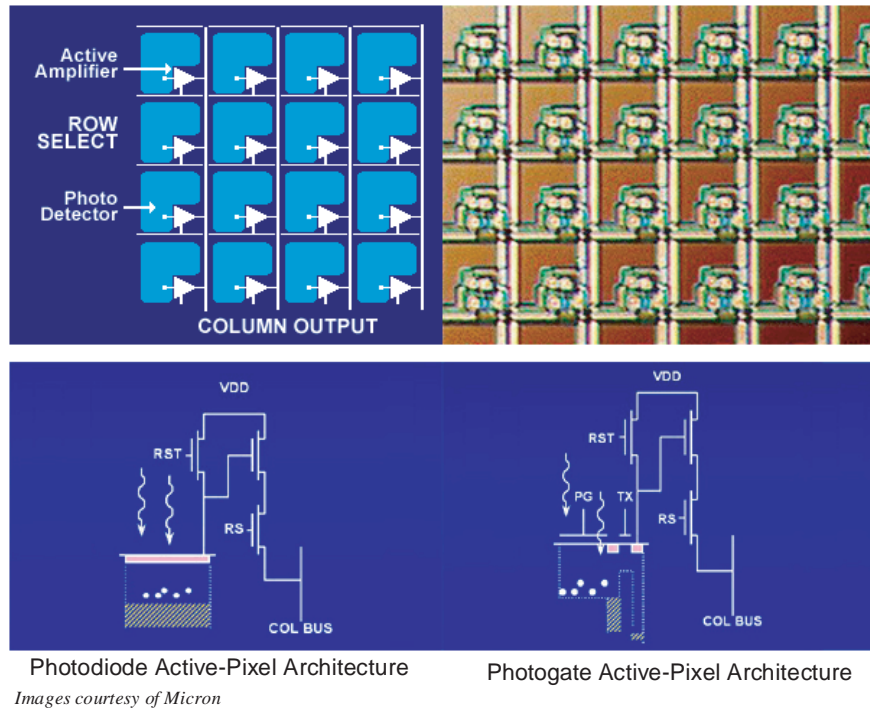 Active
Amplifier
ROW
SELECT
Photo
Detector
COLUMN OUTPUT
VDD
RST
RS
COL BUS
VDD
RST
PG TX
RS
COL BUS
Photodiode Active-Pixel Architecture
Photogate Active-Pixel Architecture
Images courtesy of Micron